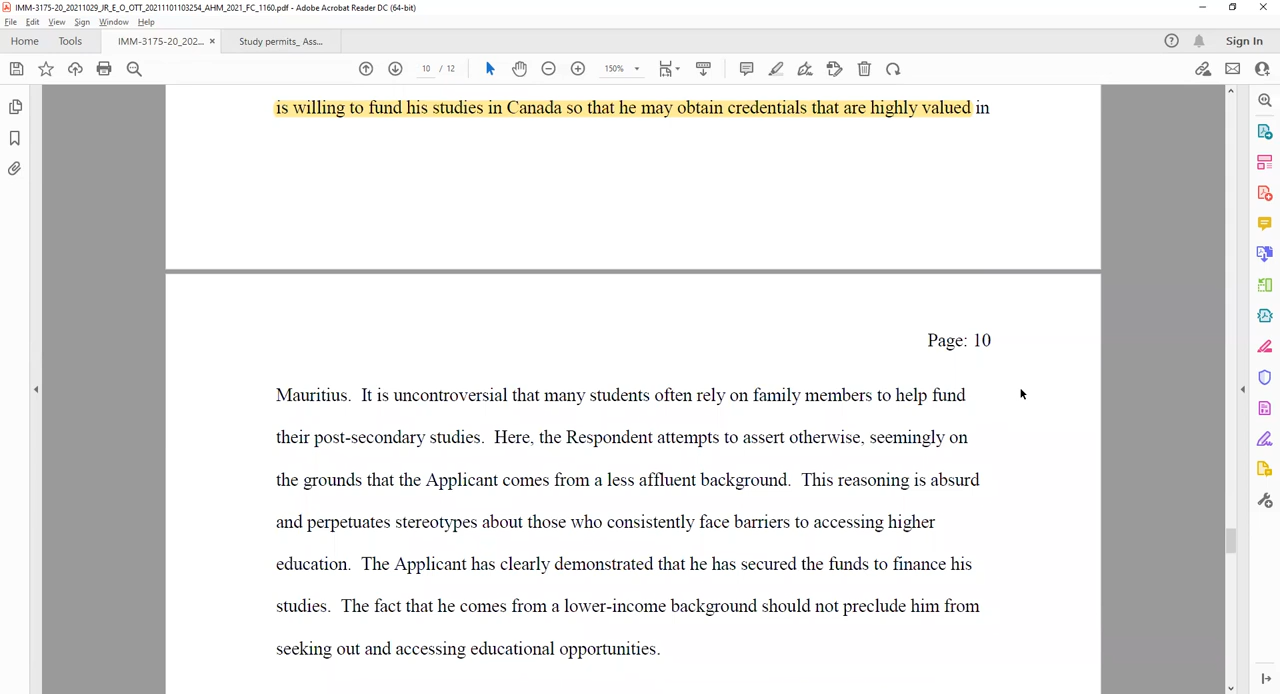 IMM-3175-20_20211029_JR_E_O_OTT_20211101103254_AHM_2021_FC_1160.pdf - Adobe Acrobat Reader DC (64-bit)
File Edit View Sign Window Help
Home Tools IMM-3175-20_202... × Study permits_ Ass... Sign In
10 / 12 150%
is willing to fund his studies in Canada so that he may obtain credentials that are highly valued in
Page: 10
Mauritius. It is uncontroversial that many students often rely on family members to help fund
their post-secondary studies. Here, the Respondent attempts to assert otherwise, seemingly on
the grounds that the Applicant comes from a less affluent background. This reasoning is absurd
and perpetuates stereotypes about those who consistently face barriers to accessing higher
education. The Applicant has clearly demonstrated that he has secured the funds to finance his
studies. The fact that he comes from a lower-income background should not preclude him from
seeking out and accessing educational opportunities.